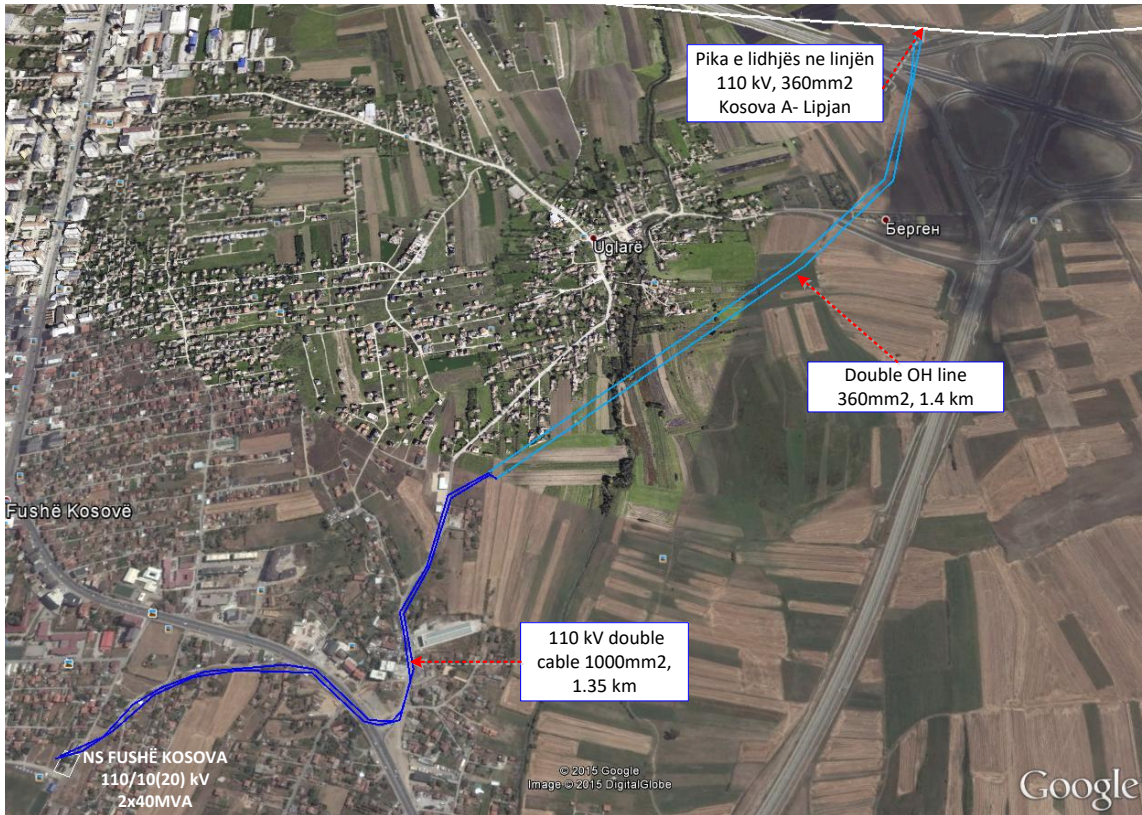 Pika e lidhjës ne linjën
110 kV, 360mm2
Kosova A- Lipjan
Uglarë
Берген
Double OH line
360mm2, 1.4 km
Fushë Kosovë
110 kV double
cable 1000mm2,
1.35 km
NS FUSHË KOSOVA
110/10(20) kV
2x40MVA
© 2015 Google
Image © 2015 DigitalGlobe
Google